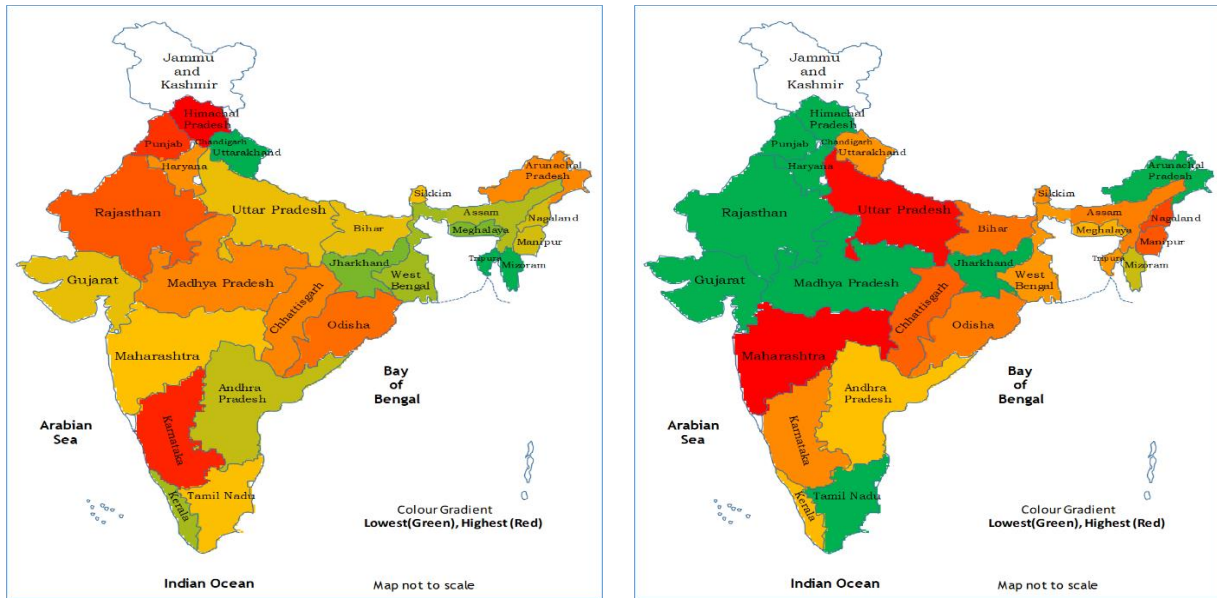 Jammu
and
Kashmir
Himachal
Pradesh
Punjab
Chandigarh
Uttarakhand
Haryana
Arunachal
Pradesh
Sikkim
Rajasthan
Uttar Pradesh
Assam
Nagaland
Bihar
Meghalaya
Manipur
Tripura
Mizoram
Jharkhand
West
Bengal
Gujarat
Madhya Pradesh
Chhattisgarh
Odisha
Maharashtra
Andhra
Pradesh
Bay
of
Bengal
Arabian
Sea
Karnataka
Kerala
Tamil Nadu
Colour Gradient
Lowest(Green), Highest (Red)
Indian Ocean
Map not to scale
Jammu
and
Kashmir
Himachal
Pradesh
Punjab
Chandigarh
Uttarakhand
Haryana
Arunachal
Pradesh
Sikkim
Rajasthan
Uttar Pradesh
Assam
Nagaland
Bihar
Meghalaya
Manipur
Tripura
Mizoram
Jharkhand
West
Bengal
Gujarat
Madhya Pradesh
Chhattisgarh
Odisha
Maharashtra
Andhra
Pradesh
Bay
of
Bengal
Arabian
Sea
Karnataka
Kerala
Tamil Nadu
Colour Gradient
Lowest(Green), Highest (Red)
Indian Ocean
Map not to scale